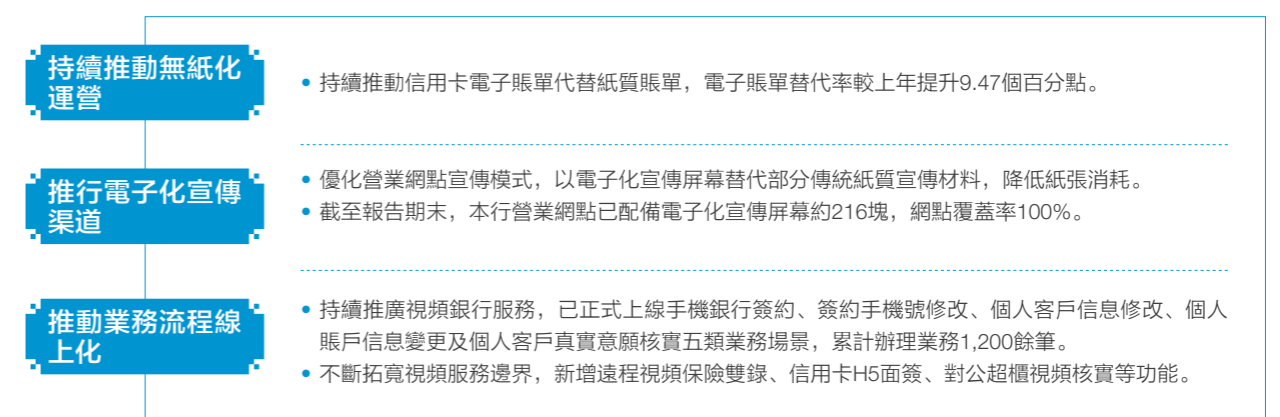 持續推動無紙化
運營
• 持續推動信用卡電子賬單代替紙質賬單，電子賬單替代率較上年提升9.47個百分點。
推行電子化宣傳
渠道
• 優化營業網點宣傳模式，以電子化宣傳屏幕替代部分傳統紙質宣傳材料，降低紙張消耗。
• 截至報告期末，本行營業網點已配備電子化宣傳屏幕約216塊，網點覆蓋率100%。
推動業務流程線
上化
• 持續推廣視頻銀行服務，已正式上線手機銀行簽約、簽約手機號修改、個人客戶信息修改、個人
賬戶信息變更及個人客戶真實意願核實五類業務場景，累計辦理業務1,200餘筆。
• 不斷拓寬視頻服務邊界，新增遠程視頻保險雙錄、信用卡H5面簽、對公超櫃視頻核實等功能。